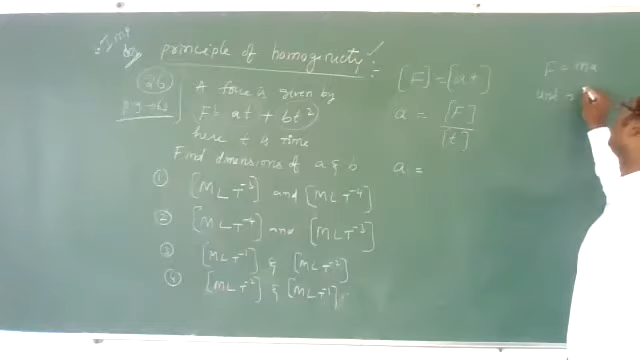 Imp
principle of homogeneity :-
26
A force is given by
F = at + bt²
here t is time
Find dimensions of a & b
① [MLT⁻³] and [MLT⁻⁴]
② [MLT⁻⁴] and [MLT⁻³]
③ [MLT⁻¹] & [MLT⁻²]
④ [MLT⁻²] & [MLT⁻¹]
[F] = [at]
a = [F]
[t]
a =
F = ma